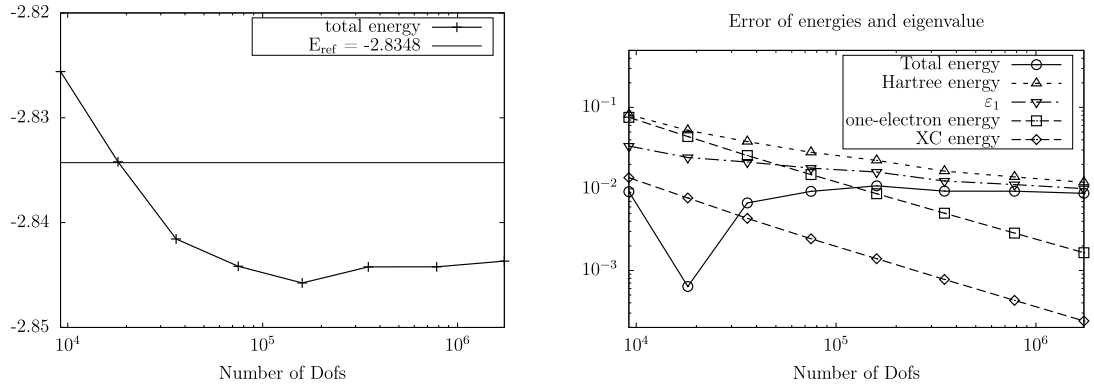 -2.82
-2.83
-2.84
-2.85
10^4
10^5
10^6
Number of Dofs
total energy
E_ref = -2.8348
Error of energies and eigenvalue
10^-1
10^-2
10^-3
10^4
10^5
10^6
Number of Dofs
Total energy
Hartree energy
ε_1
one-electron energy
XC energy